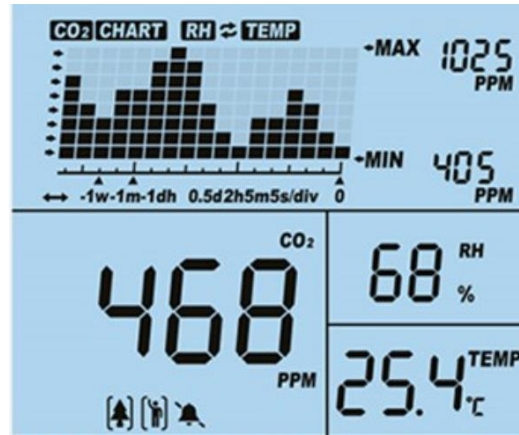 CO2 CHART RH TEMP
MAX 1025
PPM
MIN 405
PPM
-1w-1m-1dh 0.5d2h5m5s/div 0
CO2
468
PPM
68 RH
%
25.4 TEMP
°C